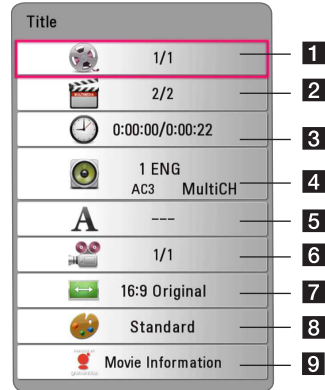 Title
1/1 1
2/2 2
0:00:00/0:00:22 3
1 ENG
AC3 MultiCH 4
--- 5
1/1 6
16:9 Original 7
Standard 8
Movie Information 9